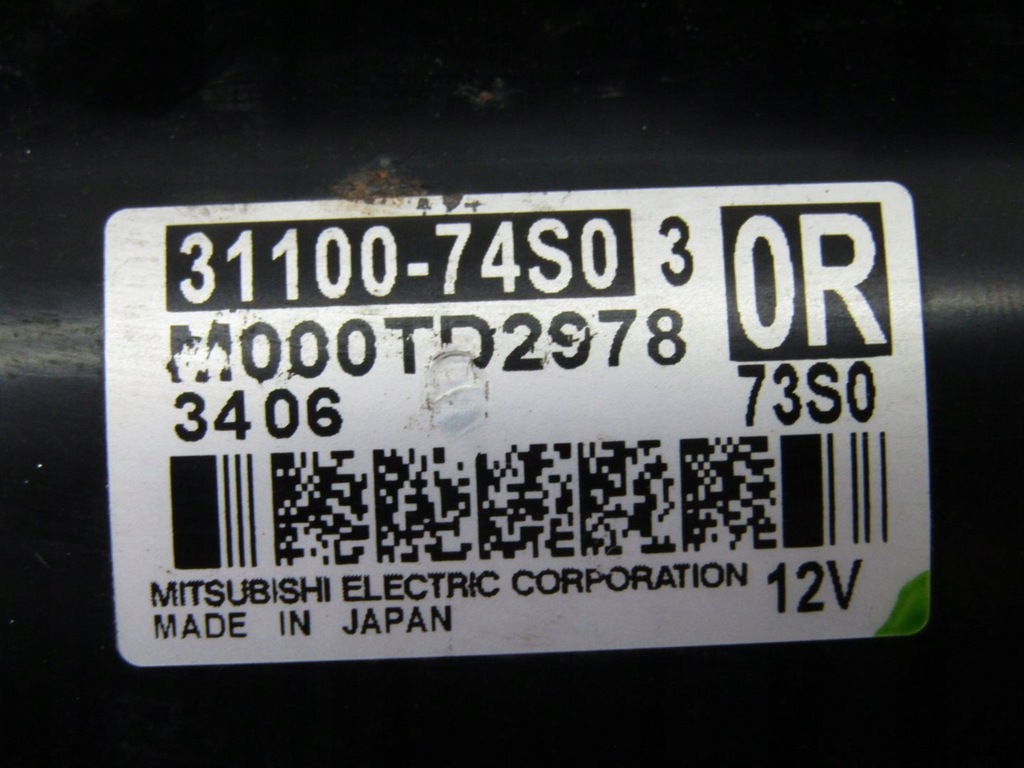 31100-74S0 3 0R
M000TD2978
3406 73S0
MITSUBISHI ELECTRIC CORPORATION 12V
MADE IN JAPAN